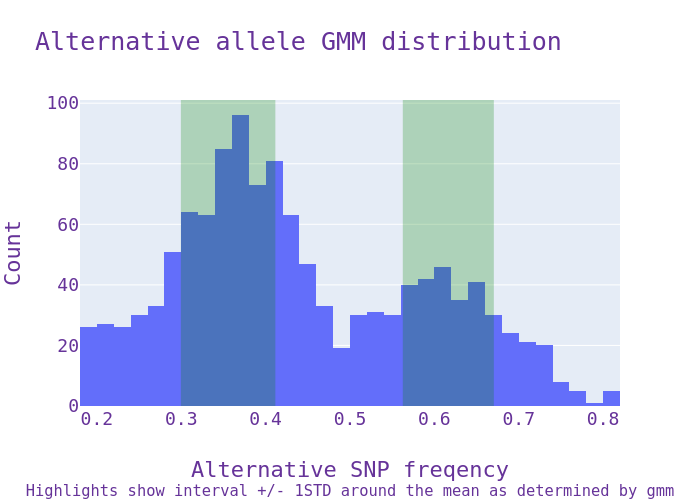 Alternative allele GMM distribution
100
80
60
40
20
0
Count
0.2 0.3 0.4 0.5 0.6 0.7 0.8
Alternative SNP freqency
Highlights show interval +/- 1STD around the mean as determined by gmm